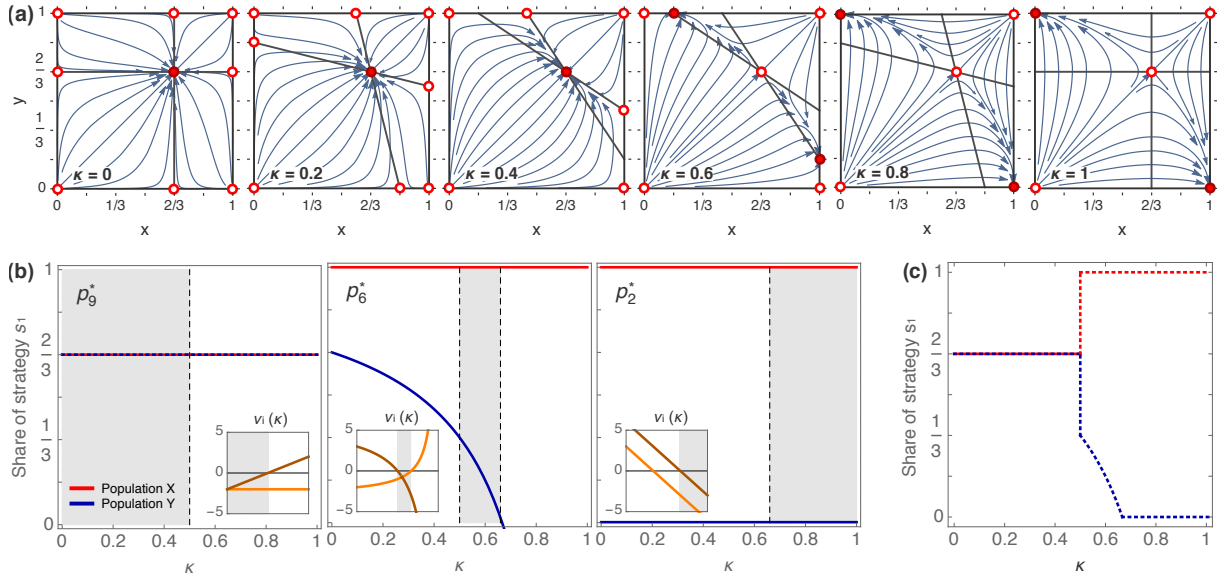 (a)
1
2
3
1
3
0
y
κ = 0
κ = 0.2
κ = 0.4
κ = 0.6
κ = 0.8
κ = 1
0 1/3 2/3 1
0 1/3 2/3 1
0 1/3 2/3 1
0 1/3 2/3 1
0 1/3 2/3 1
0 1/3 2/3 1
x x x x x x
(b)
Share of strategy s1
1
2
3
1
3
0
p9*
vi (κ)
5
0
−5
Population X
Population Y
0 0.2 0.4 0.6 0.8 1
κ
p6*
vi (κ)
5
0
−5
0.2 0.4 0.6 0.8 1
κ
p2*
vi (κ)
5
0
−5
0.2 0.4 0.6 0.8 1
κ
(c)
Share of strategy s1
1
2
3
1
3
0
0 0.2 0.4 0.6 0.8 1
κ